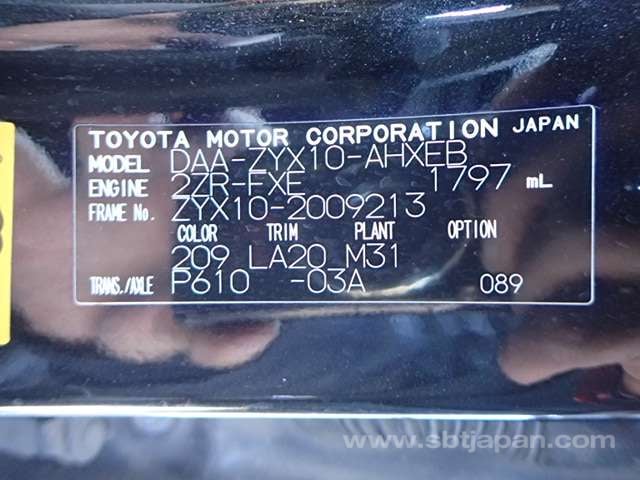 TOYOTA MOTOR CORPORATION JAPAN
MODEL DAA-ZYX10-AHXEB
ENGINE 2ZR-FXE 1797 mL
FRAME No. ZYX10-2009213
COLOR TRIM PLANT OPTION
209 LA20 M31
TRANS./AXLE P610 -03A 089
www.sbtjapan.com